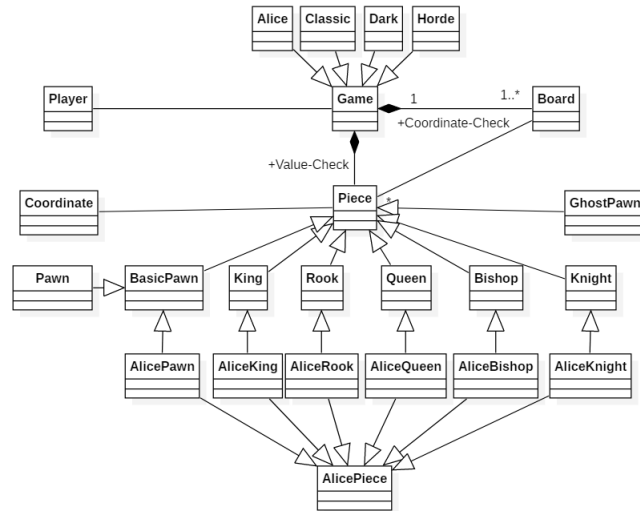 Alice Classic Dark Horde
Player Game 1 1..* Board
+Coordinate-Check
+Value-Check
Coordinate Piece * GhostPawn
Pawn BasicPawn King Rook Queen Bishop Knight
AlicePawn AliceKing AliceRook AliceQueen AliceBishop AliceKnight
AlicePiece